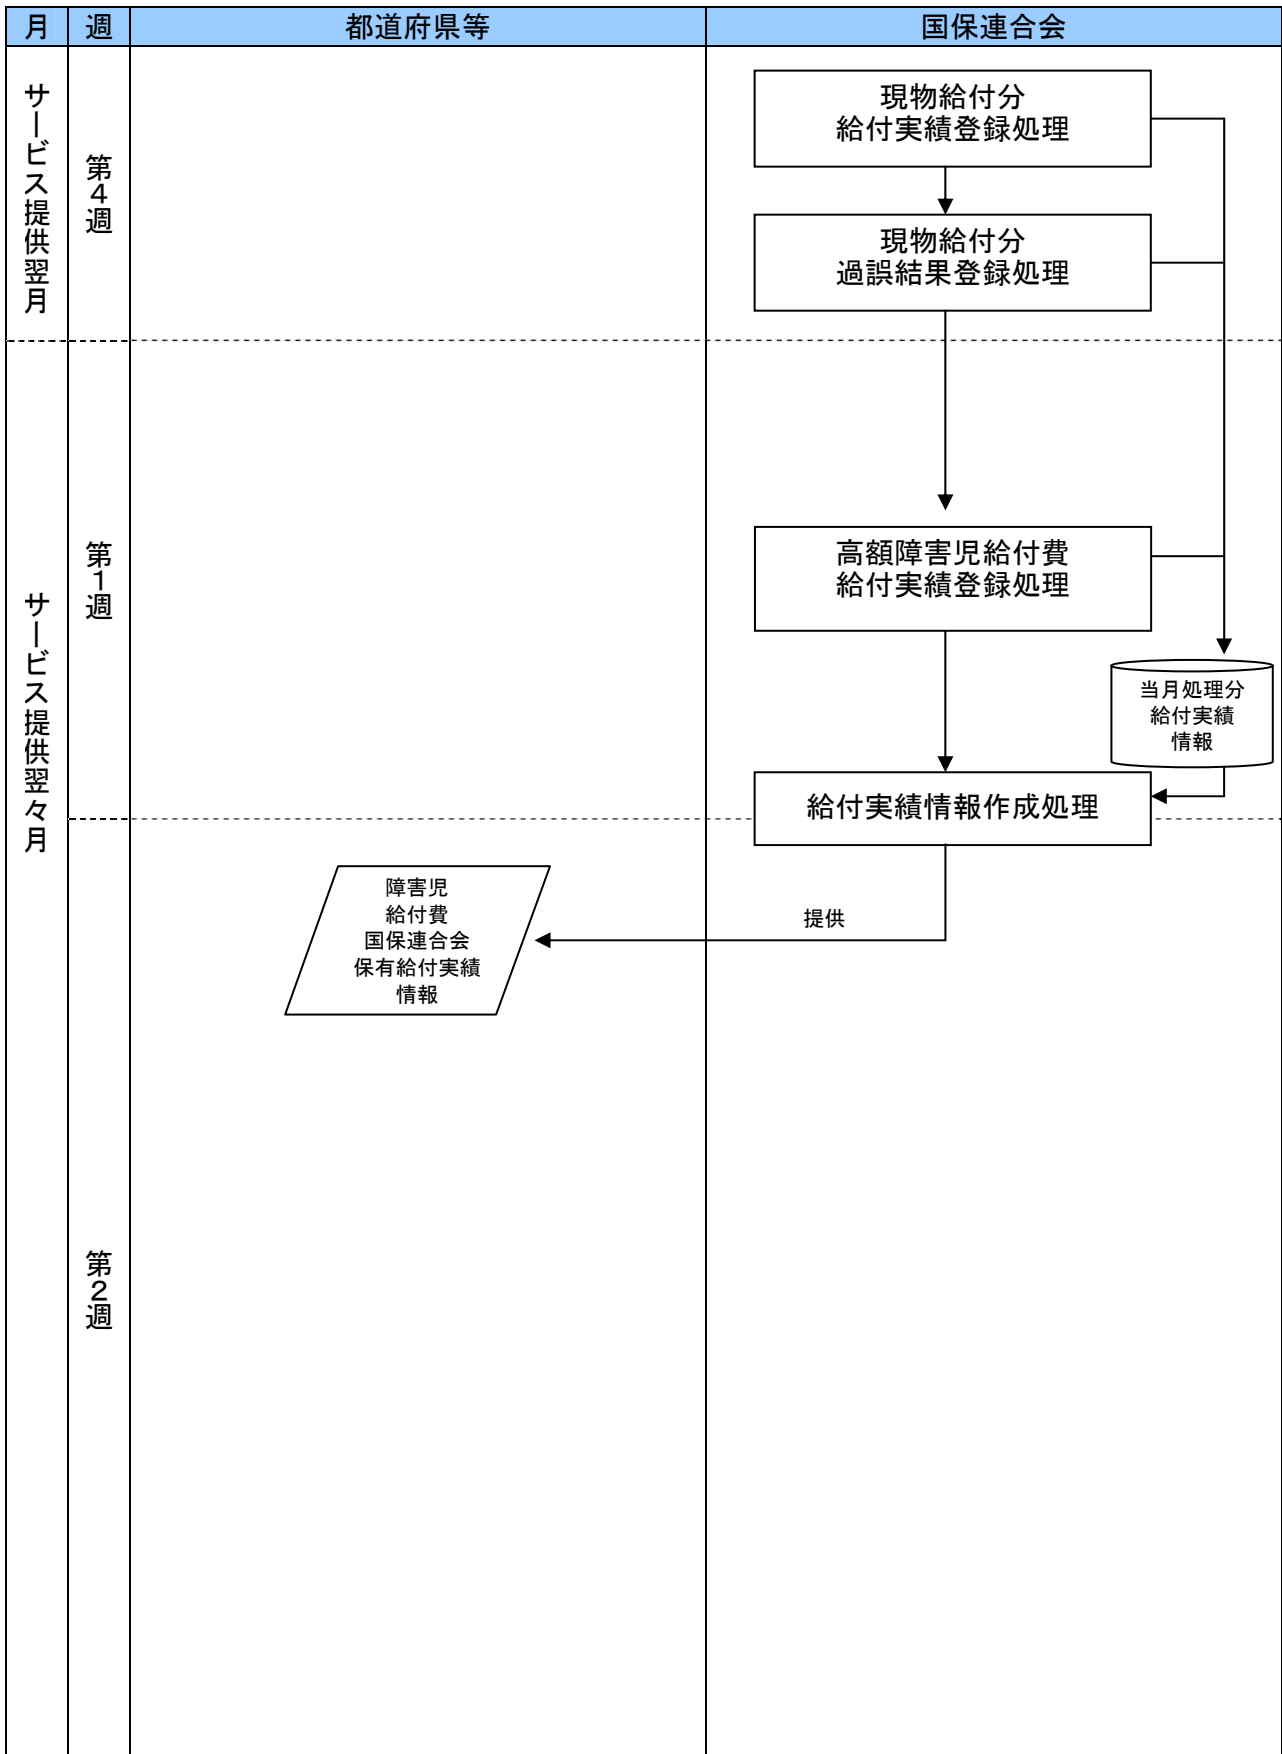 月
週
都道府県等
国保連合会
サービス提供翌月
第4週
現物給付分
給付実績登録処理
現物給付分
過誤結果登録処理
サービス提供翌々月
第1週
高額障害児給付費
給付実績登録処理
当月処理分
給付実績
情報
給付実績情報作成処理
障害児
給付費
国保連合会
保有給付実績
情報
提供
第2週